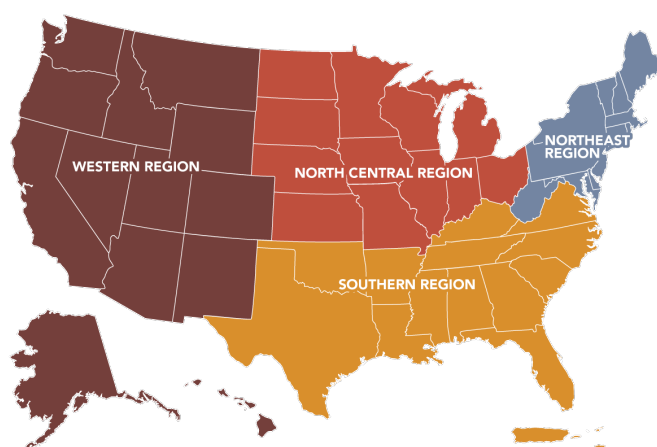 NORTHEAST
REGION
WESTERN REGION
NORTH CENTRAL REGION
SOUTHERN REGION